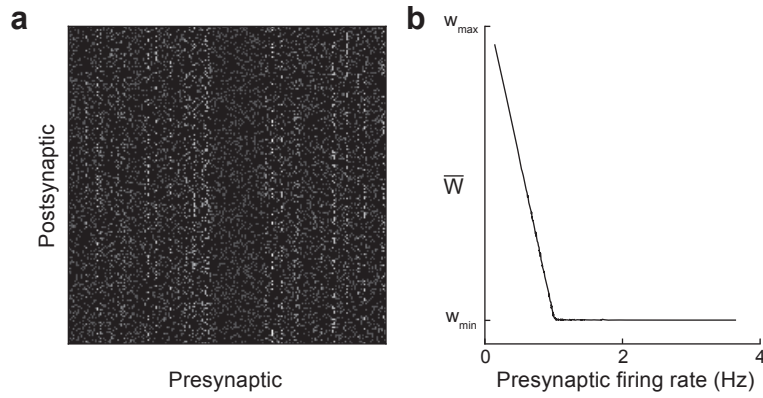 a
Postsynaptic
Presynaptic
b
w_max
W̅
w_min
0
2
4
Presynaptic firing rate (Hz)